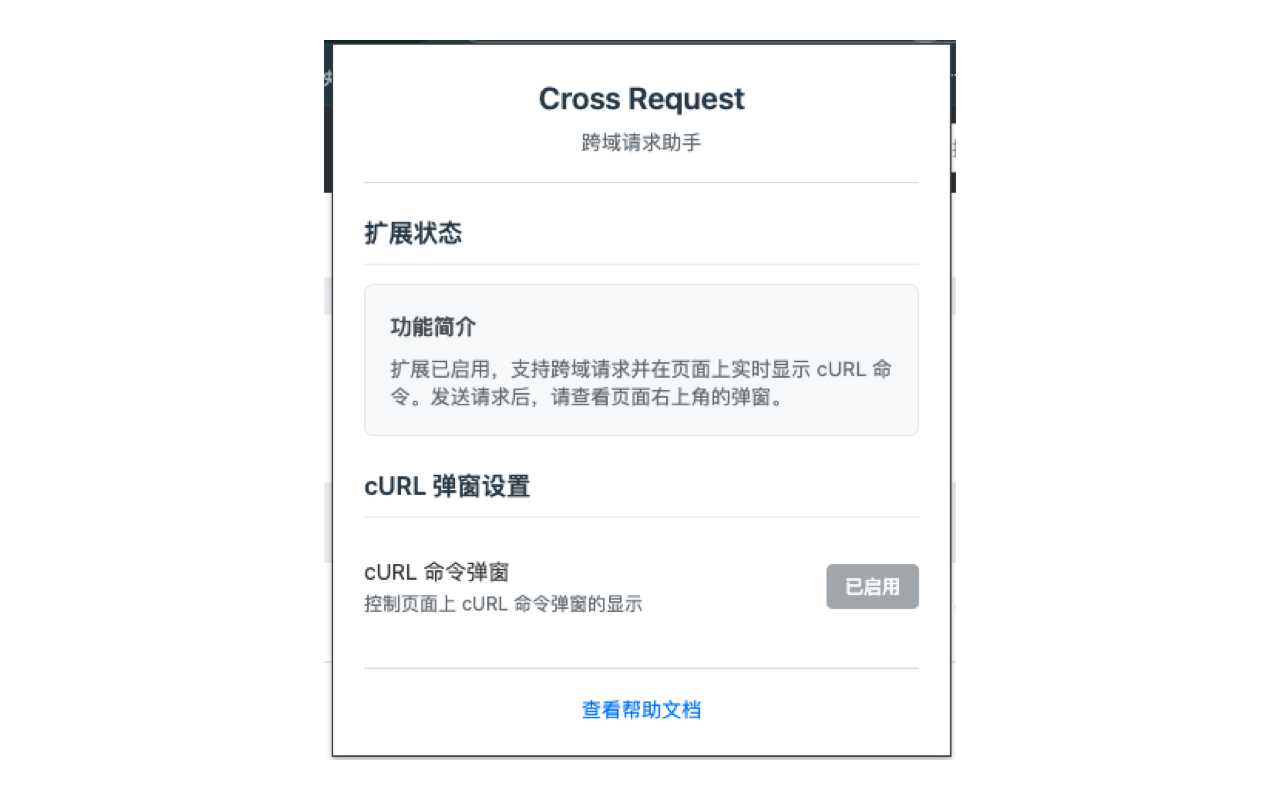 Cross Request
跨域请求助手
扩展状态
功能简介
扩展已启用，支持跨域请求并在页面上实时显示 cURL 命
令。发送请求后，请查看页面右上角的弹窗。
cURL 弹窗设置
cURL 命令弹窗
控制页面上 cURL 命令弹窗的显示
已启用
查看帮助文档